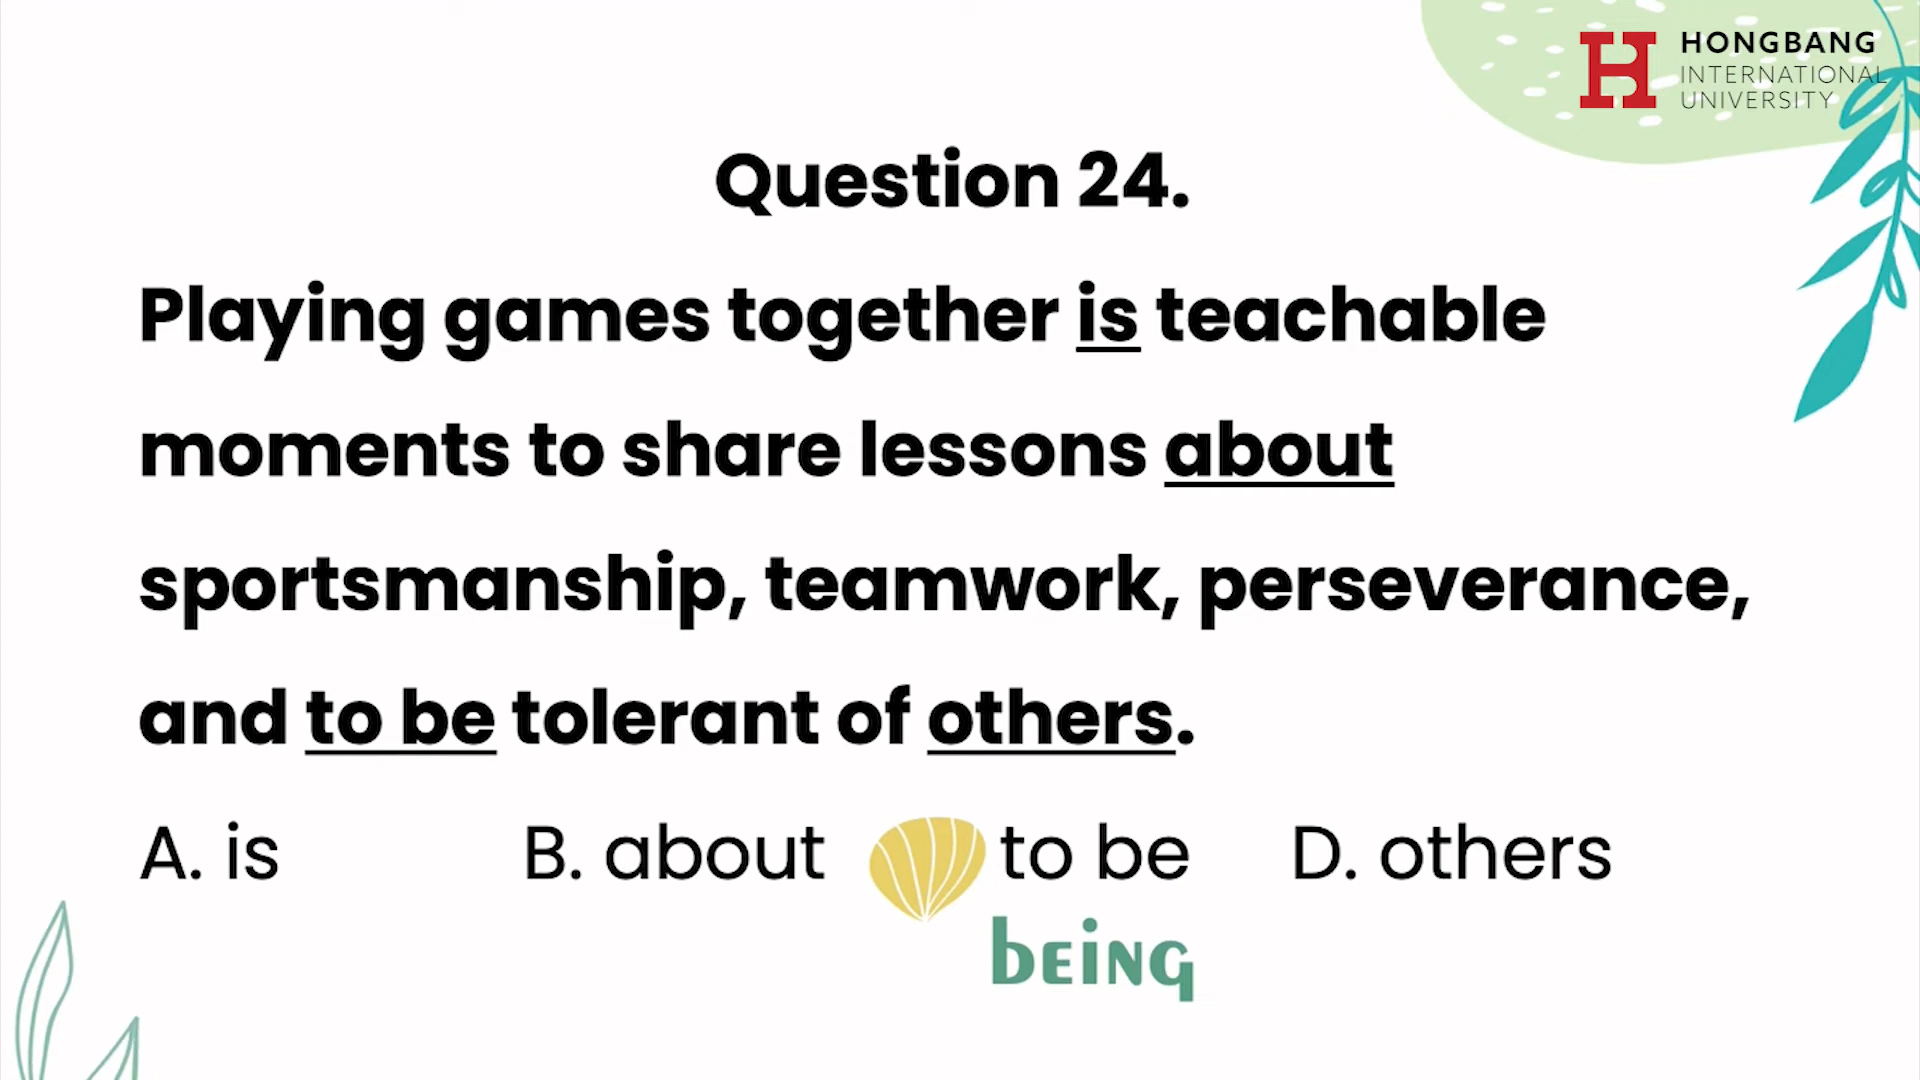 HONGBANG
INTERNATIONAL
UNIVERSITY
Question 24.
Playing games together is teachable
moments to share lessons about
sportsmanship, teamwork, perseverance,
and to be tolerant of others.
A. is B. about to be D. others
being